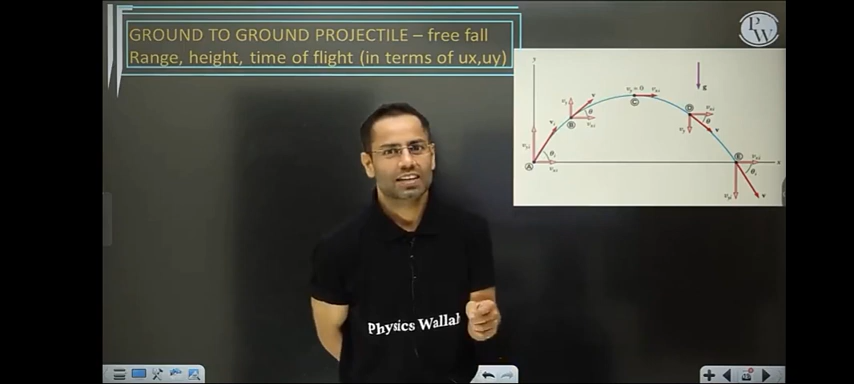 GROUND TO GROUND PROJECTILE – free fall
Range, height, time of flight (in terms of ux,uy)
PW
y
g
A
B
C
D
E
v
v
v
θ
θ
x
Physics Wallah